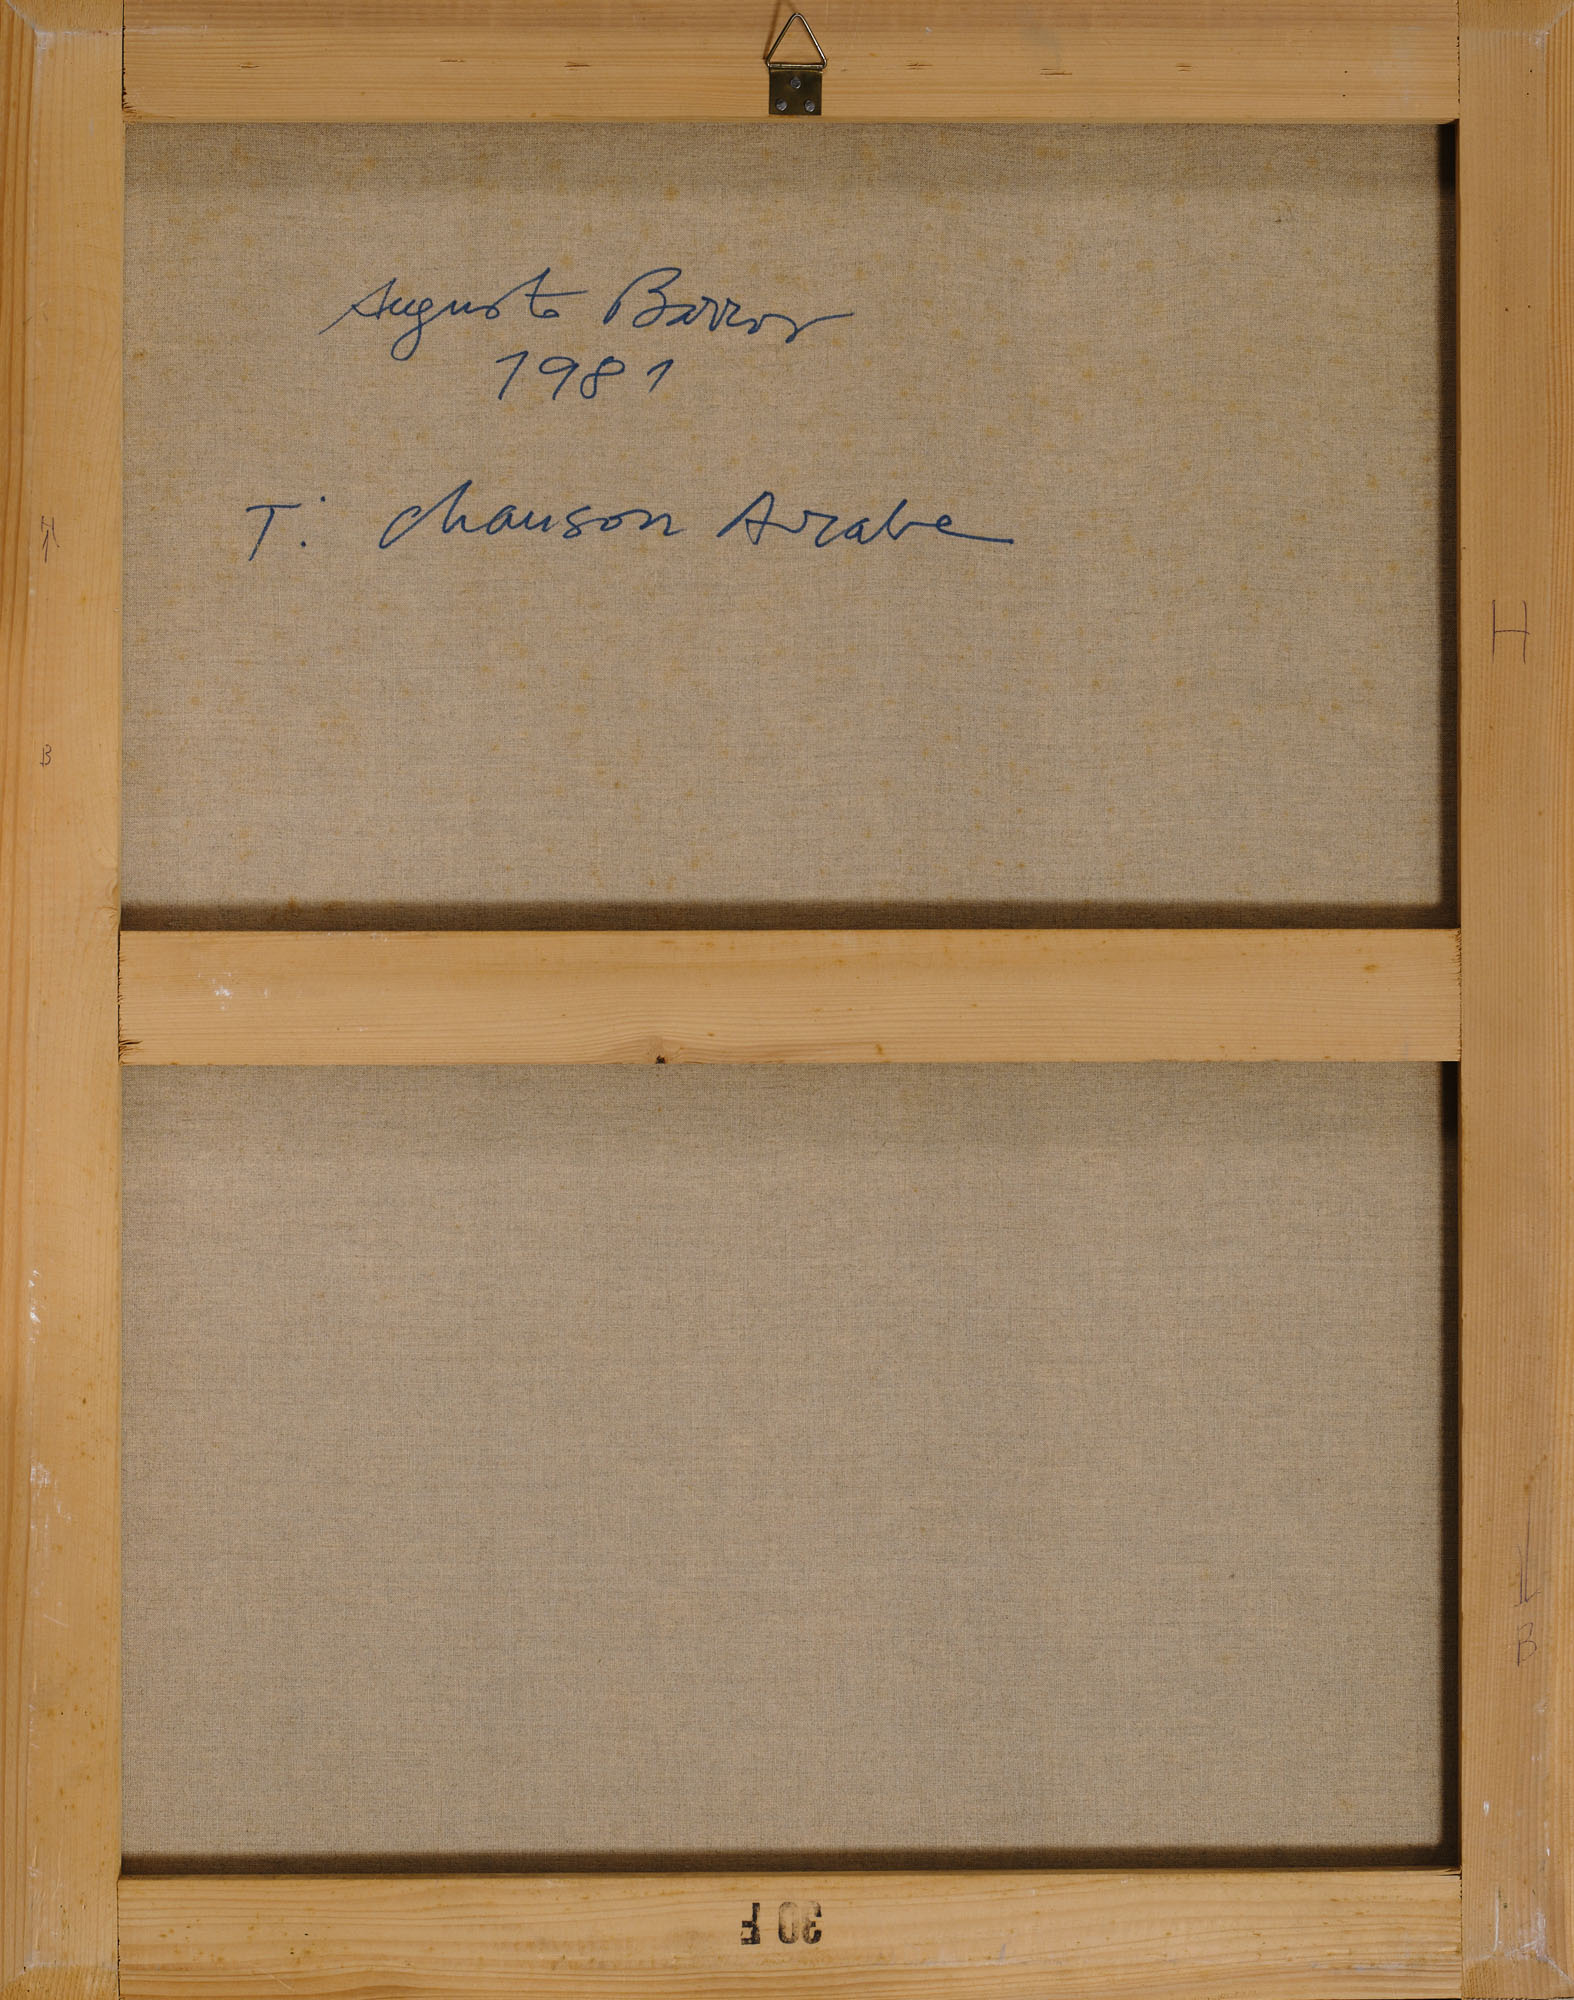 Augusto Barros
1981
T: Chanson Arabe
H
H
B
B
30 F